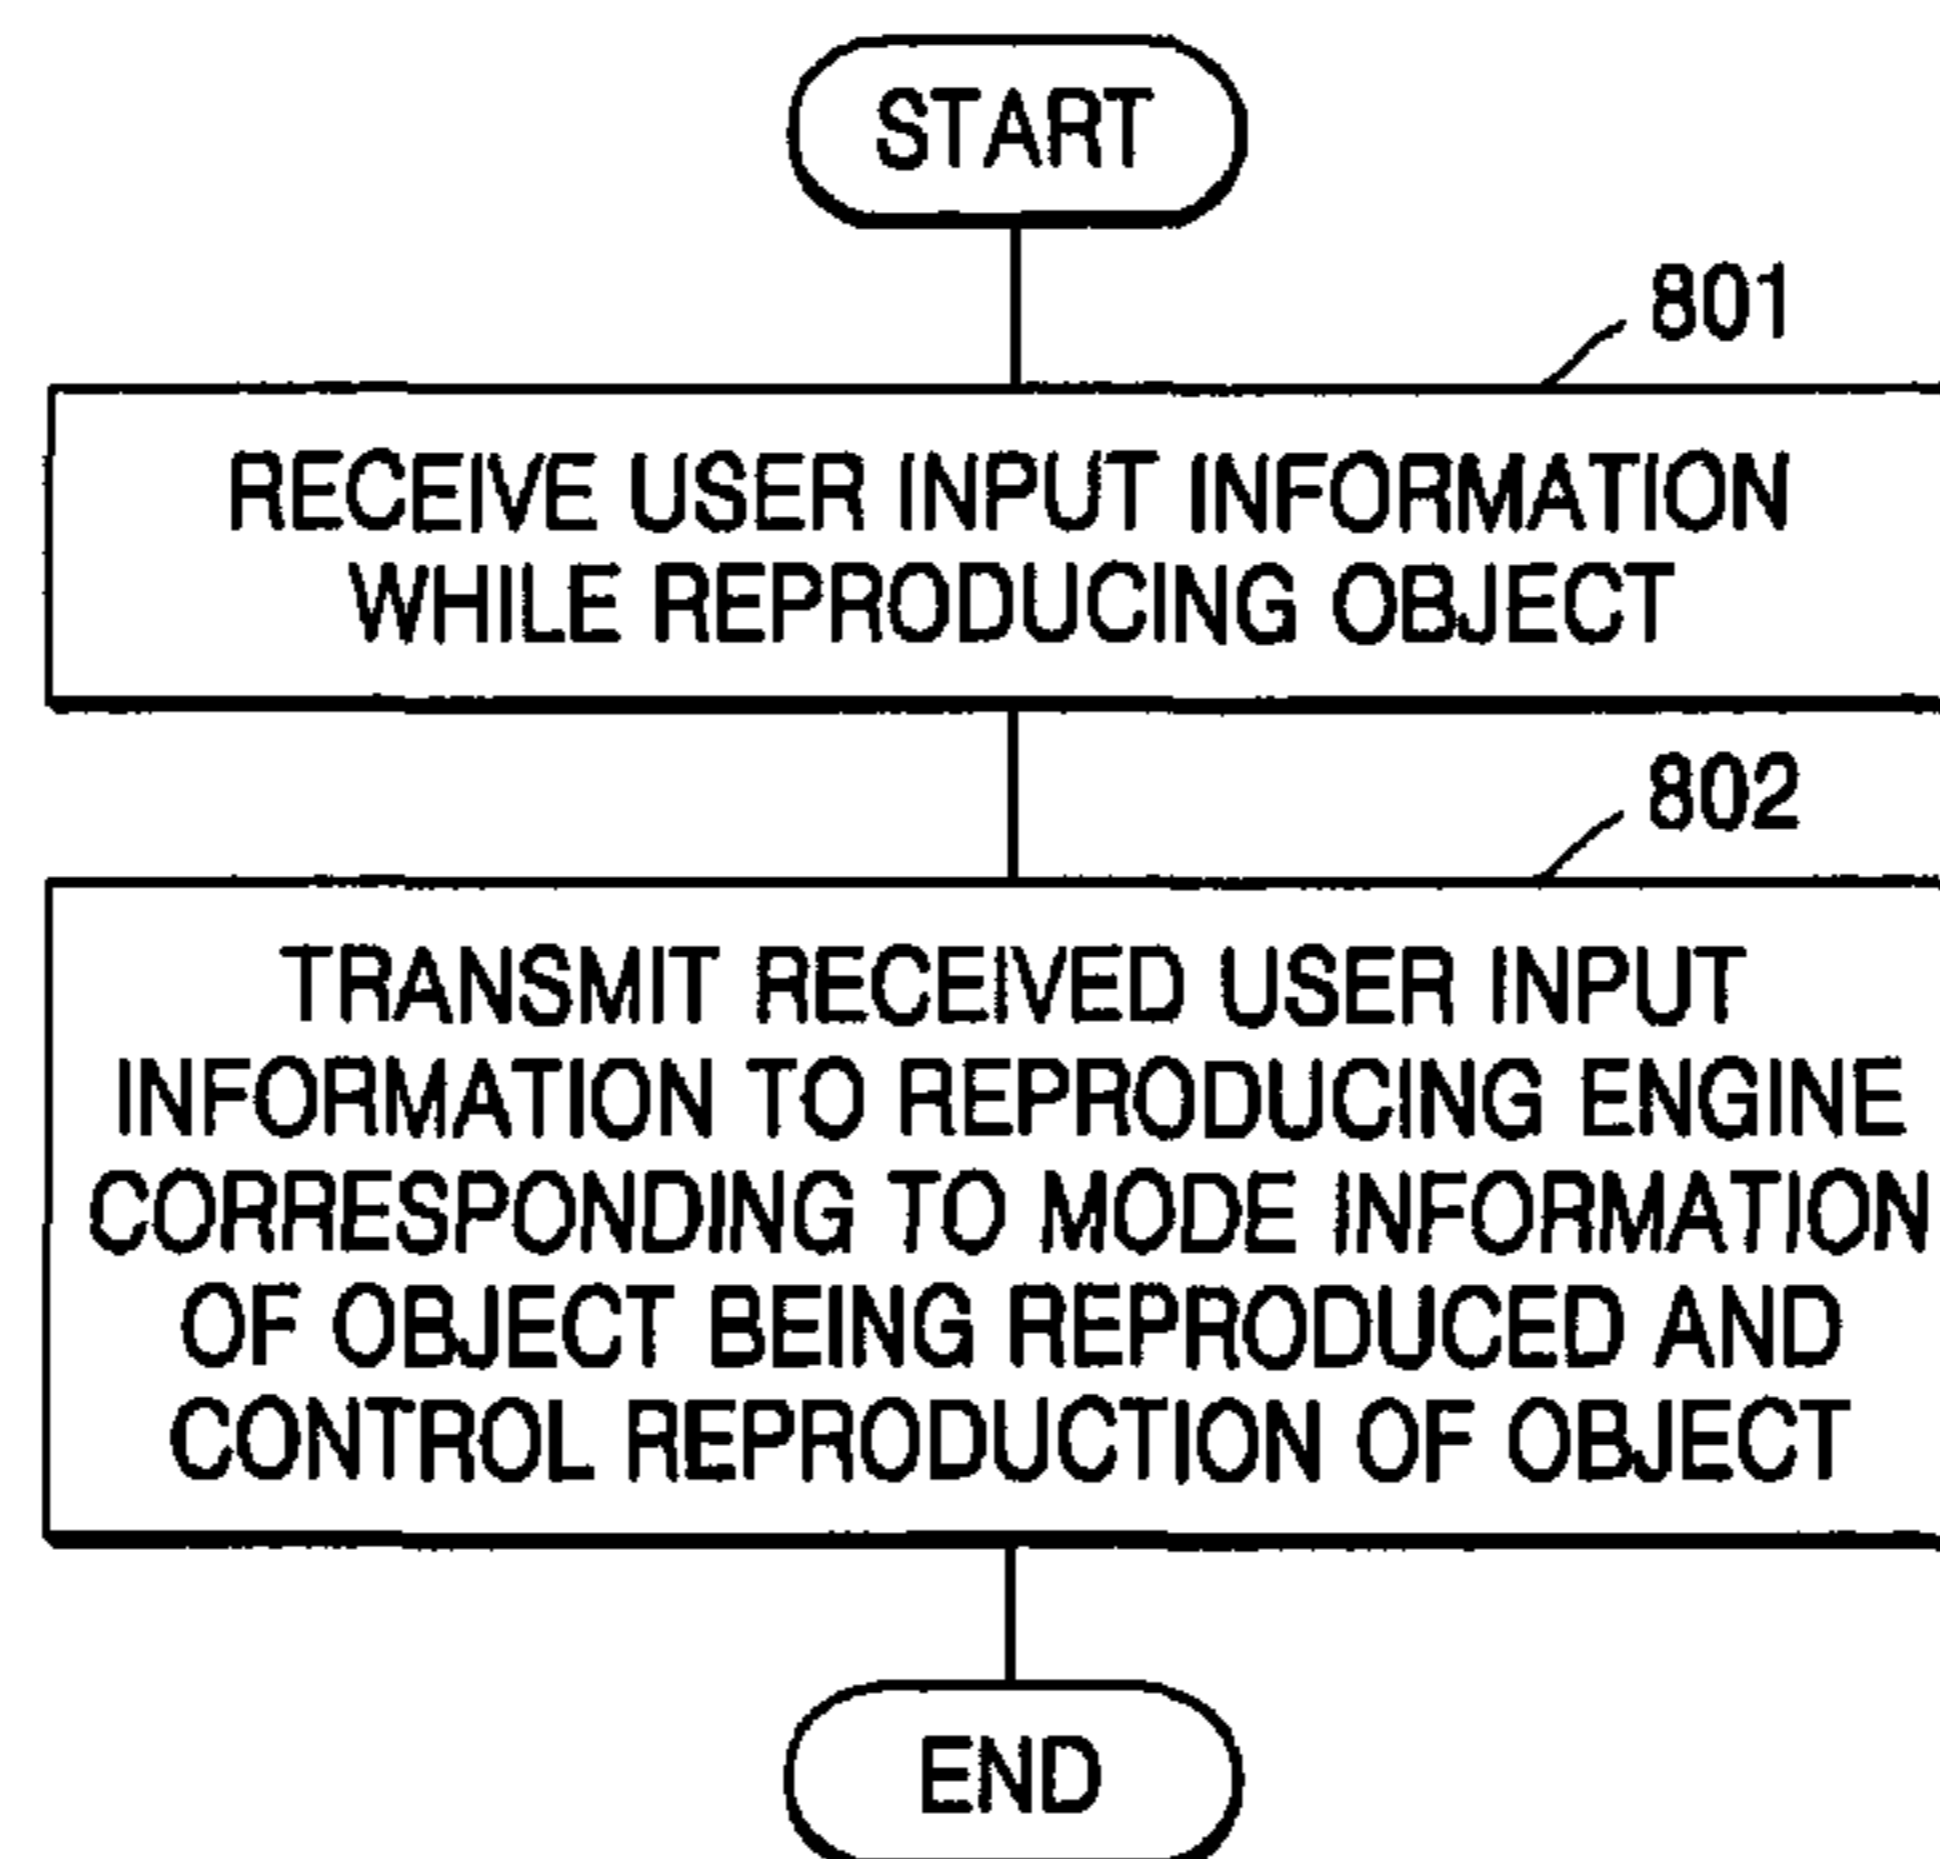 START
801
RECEIVE USER INPUT INFORMATION
WHILE REPRODUCING OBJECT
802
TRANSMIT RECEIVED USER INPUT
INFORMATION TO REPRODUCING ENGINE
CORRESPONDING TO MODE INFORMATION
OF OBJECT BEING REPRODUCED AND
CONTROL REPRODUCTION OF OBJECT
END